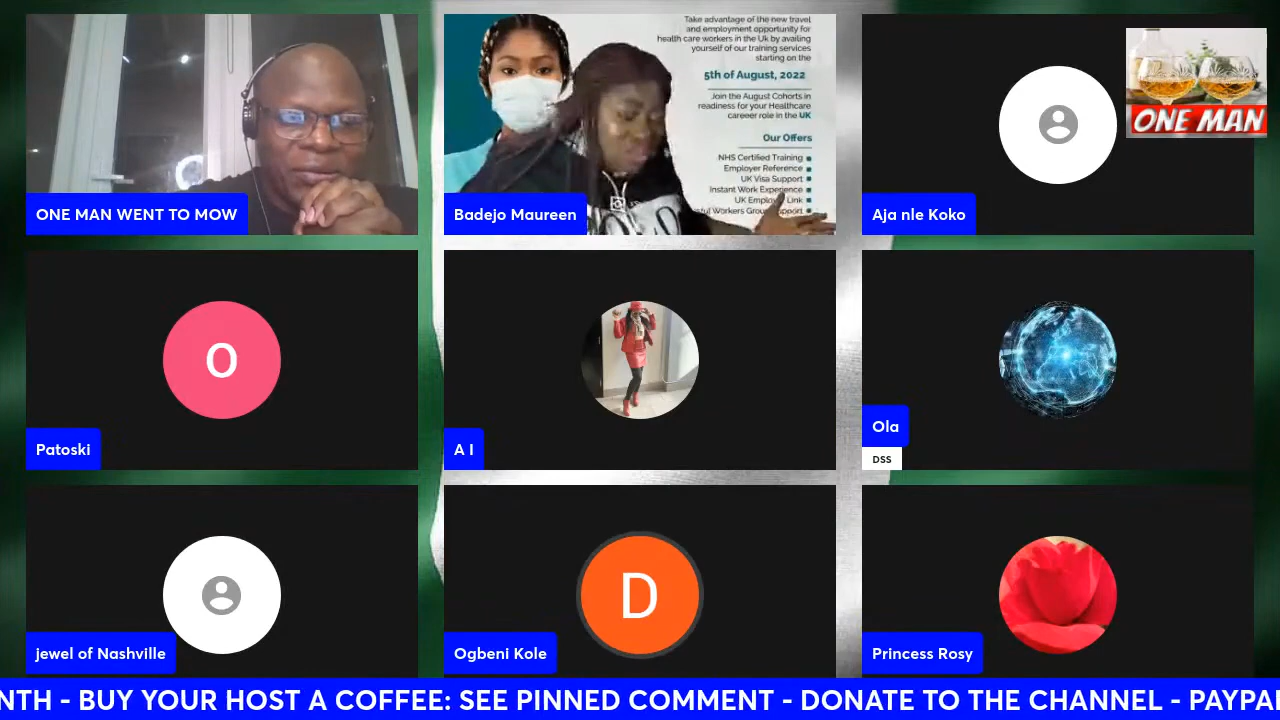 Take advantage of the new travel
and employment opportunity for
health care workers in the Uk by availing
yourself of our training services
starting on the
5th of August, 2022
Join the August Cohorts in
readiness for your Healthcare
careeer role in the UK
Our Offers
NHS Certified Training
Employer Reference
UK Visa Support
Instant Work Experience
UK Employ Link
Workers Group
ONE MAN
ONE MAN WENT TO MOW
Badejo Maureen
Aja nle Koko
O
Patoski
A I
Ola
DSS
jewel of Nashville
D
Ogbeni Kole
Princess Rosy
NTH - BUY YOUR HOST A COFFEE: SEE PINNED COMMENT - DONATE TO THE CHANNEL - PAYPA